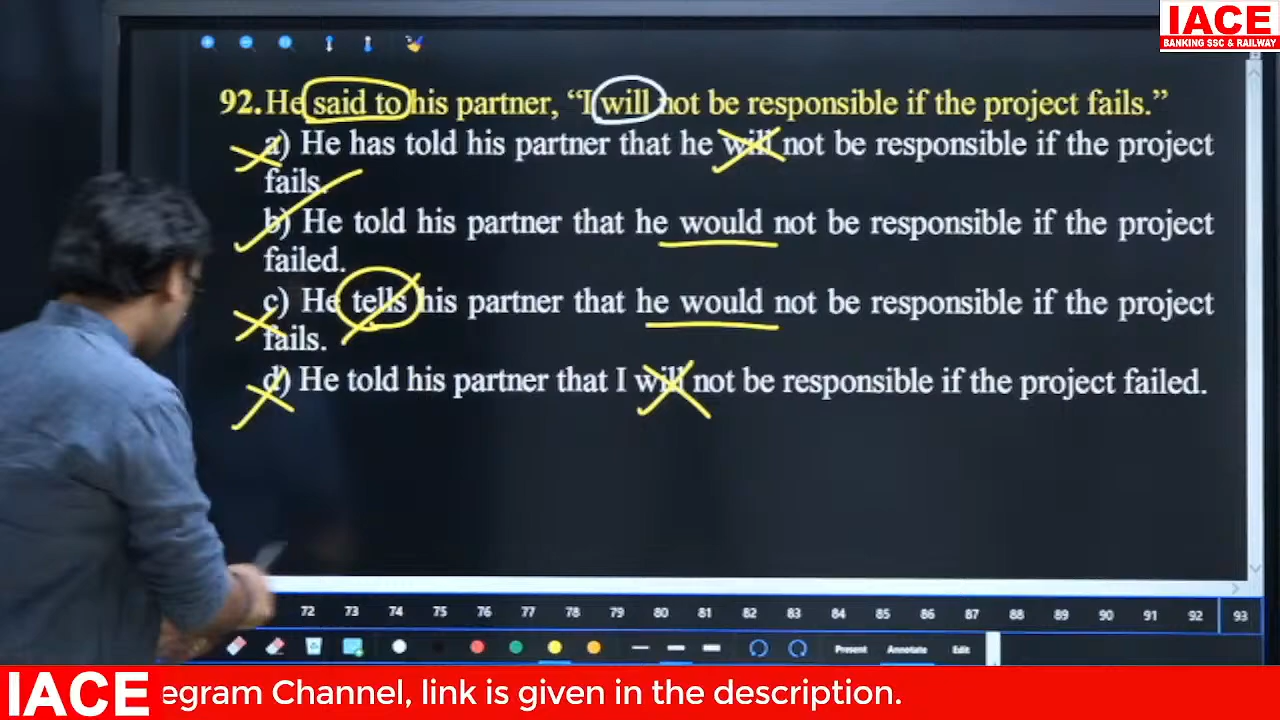 IACE
BANKING SSC & RAILWAY
92. He said to his partner, “I will not be responsible if the project fails.”
a) He has told his partner that he will not be responsible if the project
fails.
b) He told his partner that he would not be responsible if the project
failed.
c) He tells his partner that he would not be responsible if the project
fails.
d) He told his partner that I will not be responsible if the project failed.
72 73 74 75 76 77 78 79 80 81 82 83 84 85 86 87 88 89 90 91 92 93
Present Annotate Edit
IACE egram Channel, link is given in the description.